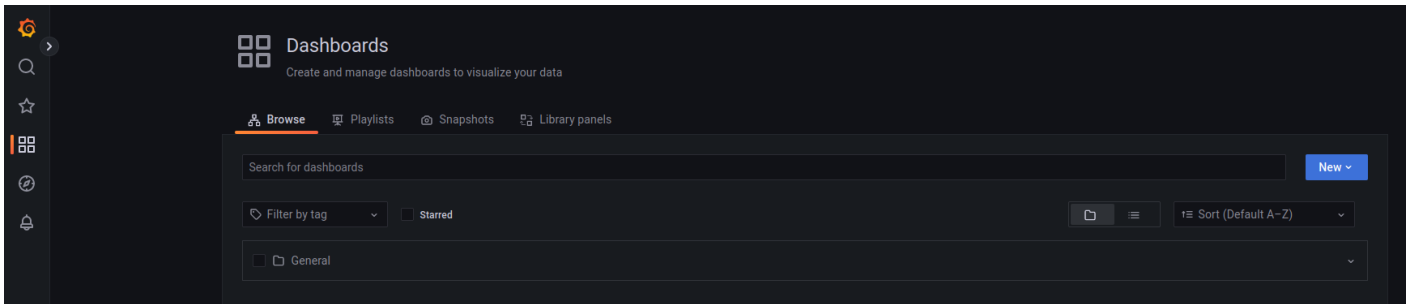 Dashboards
Create and manage dashboards to visualize your data
Browse Playlists Snapshots Library panels
Search for dashboards New
Filter by tag Starred Sort (Default A–Z)
General